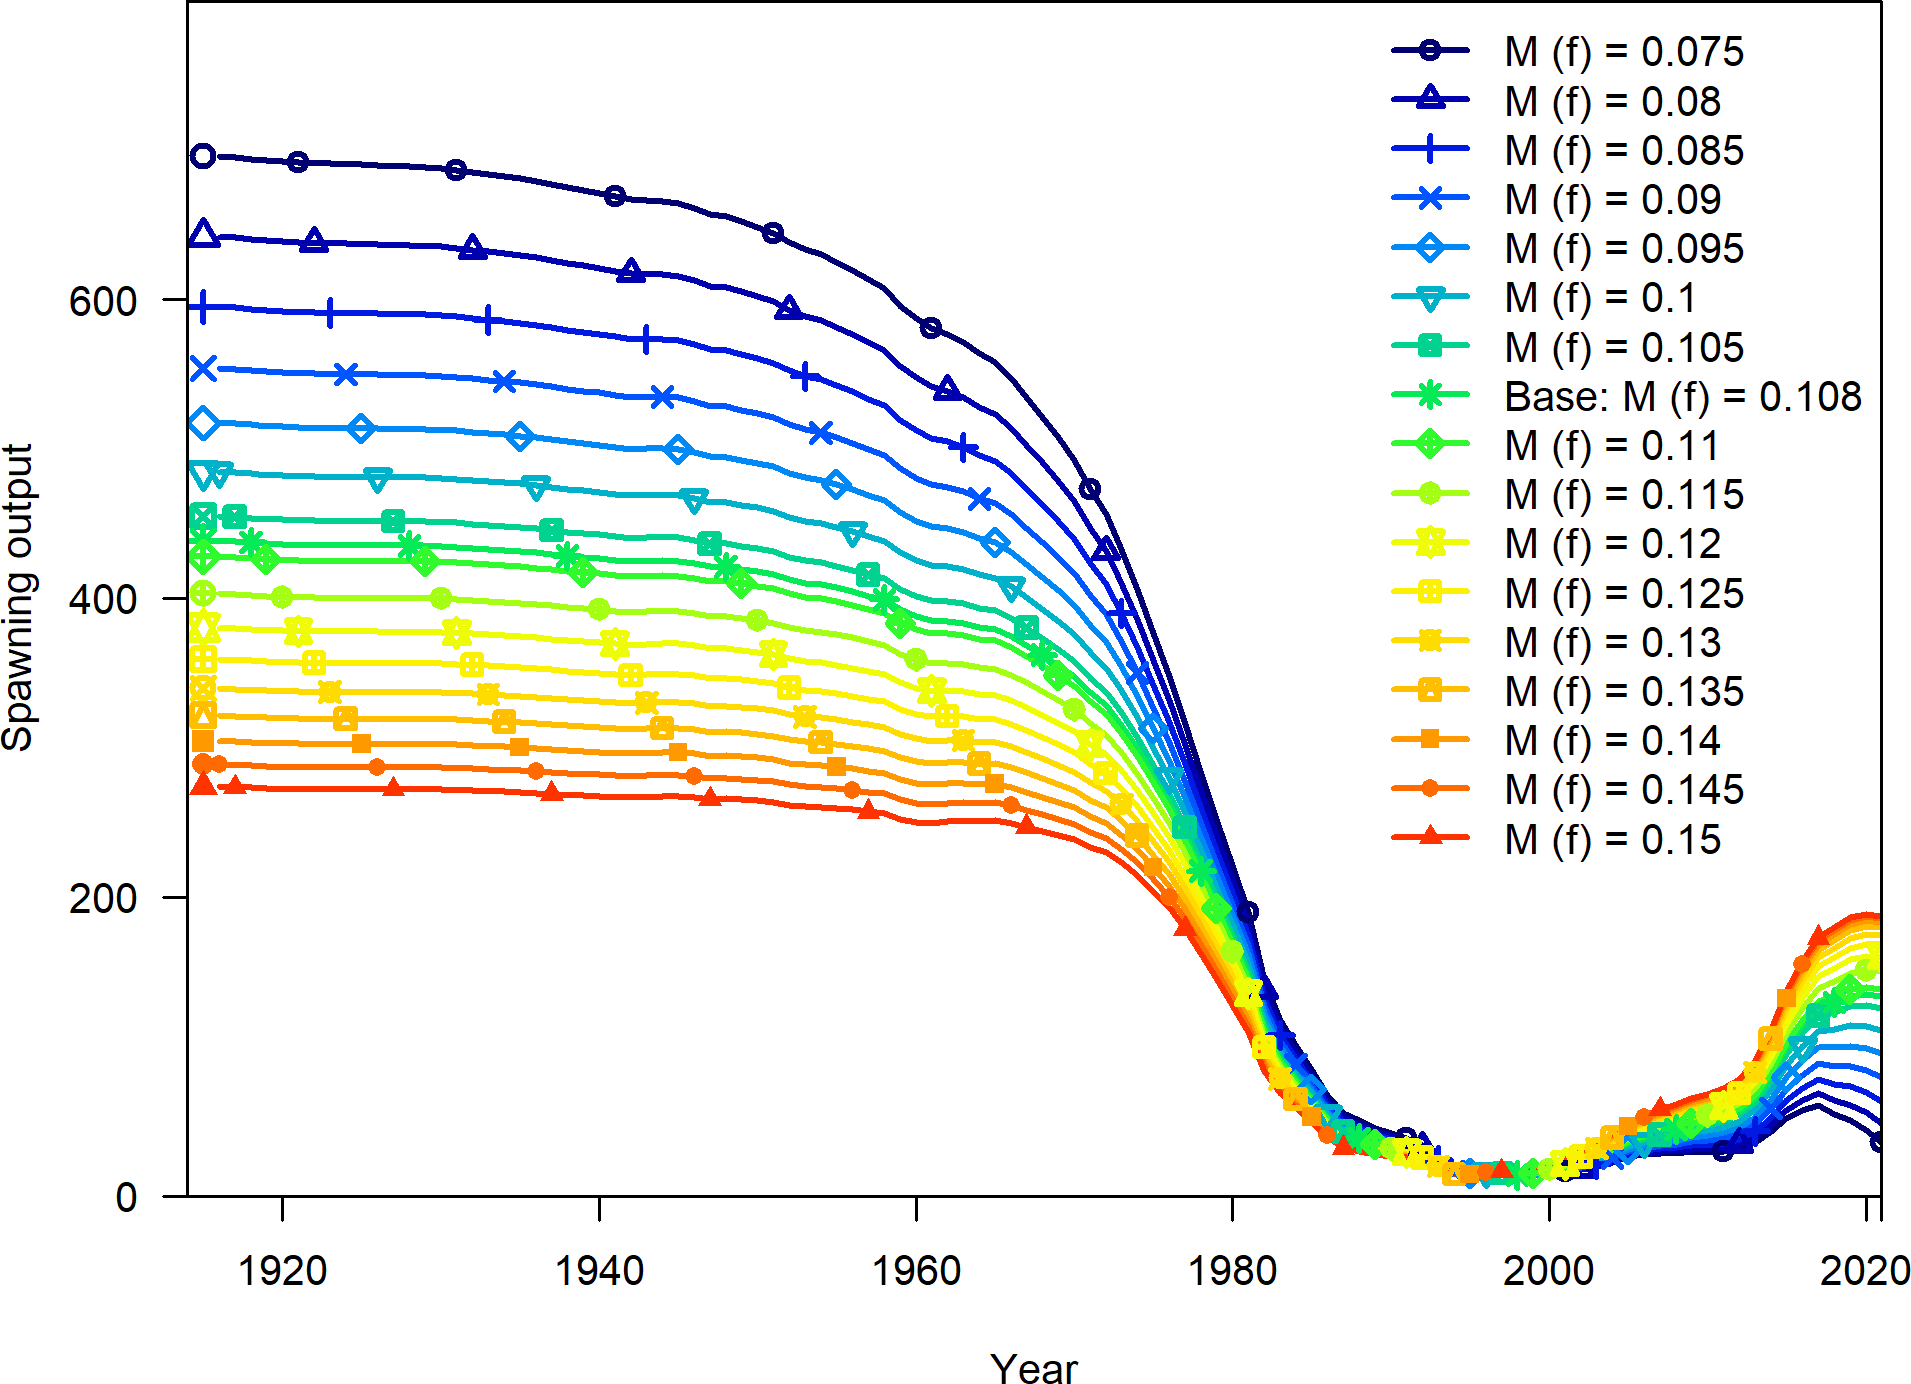 M (f) = 0.075
M (f) = 0.08
M (f) = 0.085
M (f) = 0.09
M (f) = 0.095
M (f) = 0.1
M (f) = 0.105
Base: M (f) = 0.108
M (f) = 0.11
M (f) = 0.115
M (f) = 0.12
M (f) = 0.125
M (f) = 0.13
M (f) = 0.135
M (f) = 0.14
M (f) = 0.145
M (f) = 0.15
Spawning output
600
400
200
0
1920 1940 1960 1980 2000 2020
Year